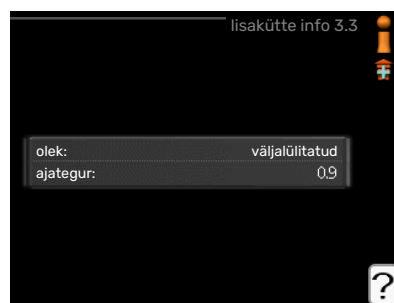 lisakütte info 3.3
olek: väljalülitatud
ajategur: 0.9
?